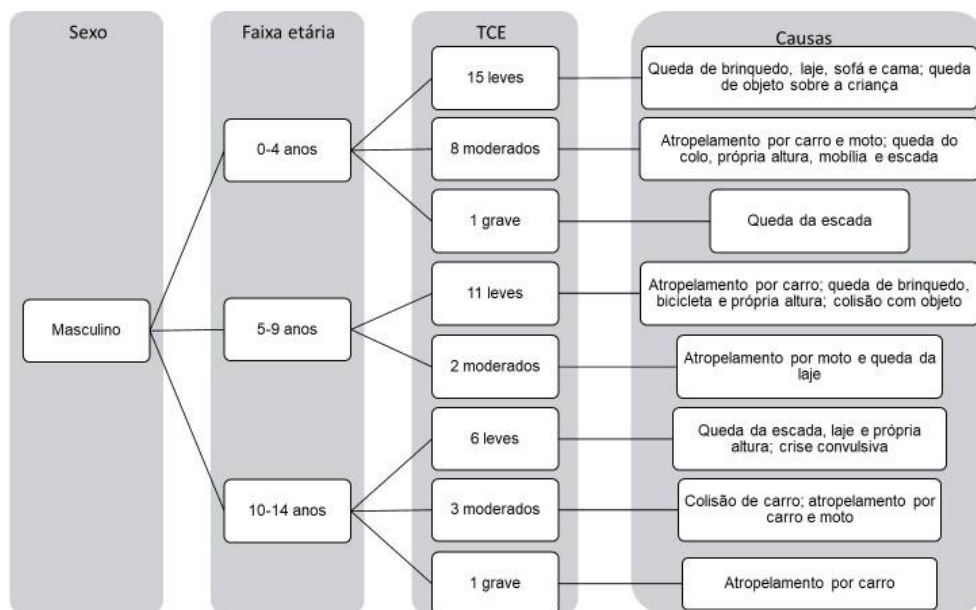 Sexo
Faixa etária
TCE
Causas
15 leves
Queda de brinquedo, laje, sofá e cama; queda
de objeto sobre a criança
0-4 anos
8 moderados
Atropelamento por carro e moto; queda do
colo, própria altura, mobília e escada
1 grave
Queda da escada
Masculino
5-9 anos
11 leves
Atropelamento por carro; queda de brinquedo,
bicicleta e própria altura; colisão com objeto
2 moderados
Atropelamento por moto e queda da
laje
10-14 anos
6 leves
Queda da escada, laje e própria
altura; crise convulsiva
3 moderados
Colisão de carro; atropelamento por
carro e moto
1 grave
Atropelamento por carro